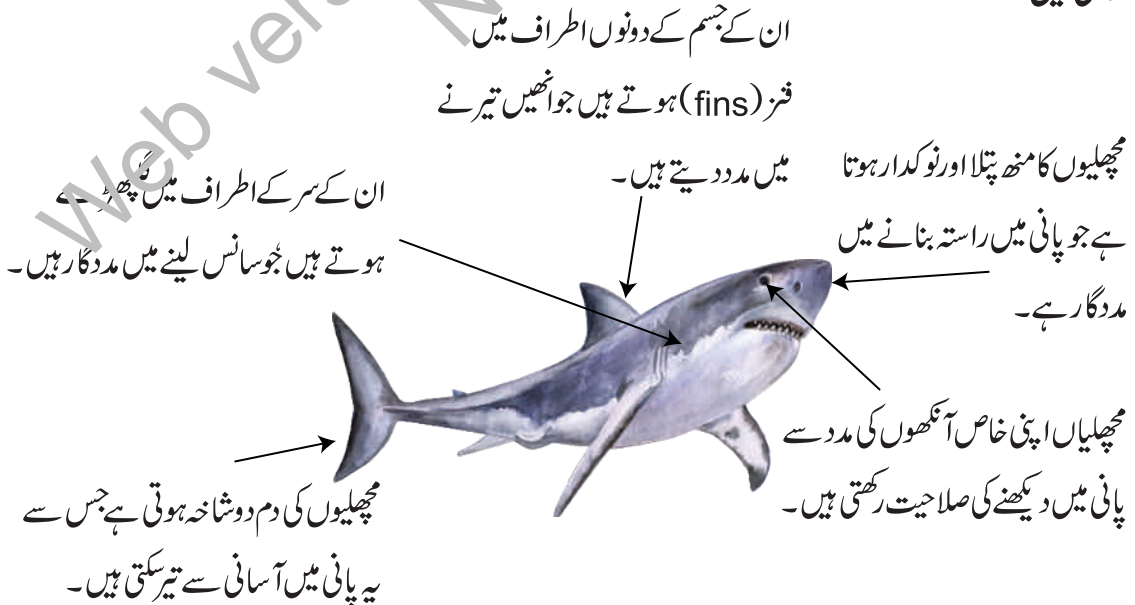 ان کے جسم کے دونوں اطراف میں
فنز (fins) ہوتے ہیں جو انھیں تیرنے
میں مدد دیتے ہیں۔
مچھلیوں کا منھ پتلا اور نوکدار ہوتا
ہے جو پانی میں راستہ بنانے میں
مددگار ہے۔
ان کے سر کے اطراف میں گلپھڑے
ہوتے ہیں جو سانس لینے میں مددگار ہیں۔
مچھلیاں اپنی خاص آنکھوں کی مدد سے
پانی میں دیکھنے کی صلاحیت رکھتی ہیں۔
مچھلیوں کی دم دو شاخہ ہوتی ہے جس سے
یہ پانی میں آسانی سے تیر سکتی ہیں۔
Web